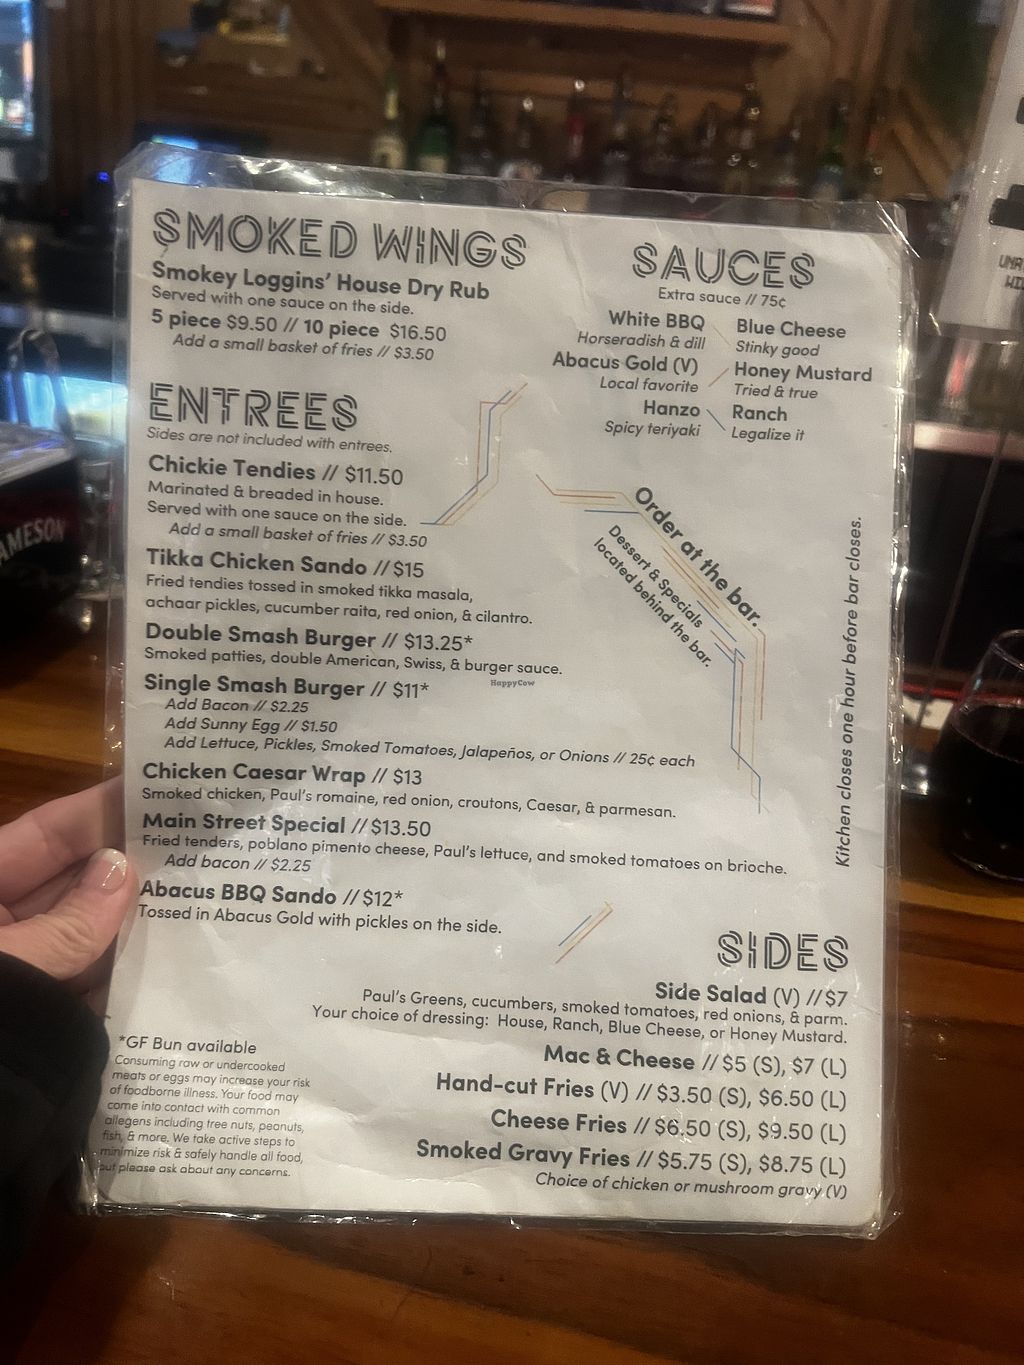 SMOKED WINGS
Smokey Loggins' House Dry Rub
Served with one sauce on the side.
5 piece $9.50 // 10 piece $16.50
Add a small basket of fries // $3.50
SAUCES
Extra sauce // 75¢
White BBQ
Horseradish & dill
Abacus Gold (V)
Local favorite
Hanzo
Spicy teriyaki
Blue Cheese
Stinky good
Honey Mustard
Tried & true
Ranch
Legalize it
ENTREES
Sides are not included with entrees.
Chickie Tendies // $11.50
Marinated & breaded in house.
Served with one sauce on the side.
Add a small basket of fries // $3.50
Tikka Chicken Sando // $15
Fried tendies tossed in smoked tikka masala,
achaar pickles, cucumber raita, red onion, & cilantro.
Double Smash Burger // $13.25*
Smoked patties, double American, Swiss, & burger sauce.
Single Smash Burger // $11*
Add Bacon // $2.25
Add Sunny Egg // $1.50
Add Lettuce, Pickles, Smoked Tomatoes, Jalapeños, or Onions // 25¢ each
Chicken Caesar Wrap // $13
Smoked chicken, Paul's romaine, red onion, croutons, Caesar, & parmesan.
Main Street Special // $13.50
Fried tenders, poblano pimento cheese, Paul's lettuce, and smoked tomatoes on brioche.
Add bacon // $2.25
Abacus BBQ Sando // $12*
Tossed in Abacus Gold with pickles on the side.
Order at the bar.
Dessert & Specials
located behind the bar.
Kitchen closes one hour before bar closes.
HappyCow
SIDES
Side Salad (V) // $7
Paul's Greens, cucumbers, smoked tomatoes, red onions, & parm.
Your choice of dressing: House, Ranch, Blue Cheese, or Honey Mustard.
Mac & Cheese // $5 (S), $7 (L)
Hand-cut Fries (V) // $3.50 (S), $6.50 (L)
Cheese Fries // $6.50 (S), $9.50 (L)
Smoked Gravy Fries // $5.75 (S), $8.75 (L)
Choice of chicken or mushroom gravy (V)
*GF Bun available
Consuming raw or undercooked
meats or eggs may increase your risk
of foodborne illness. Your food may
come into contact with common
allegens including tree nuts, peanuts,
fish, & more. We take active steps to
minimize risk & safely handle all food,
but please ask about any concerns.
AMESON